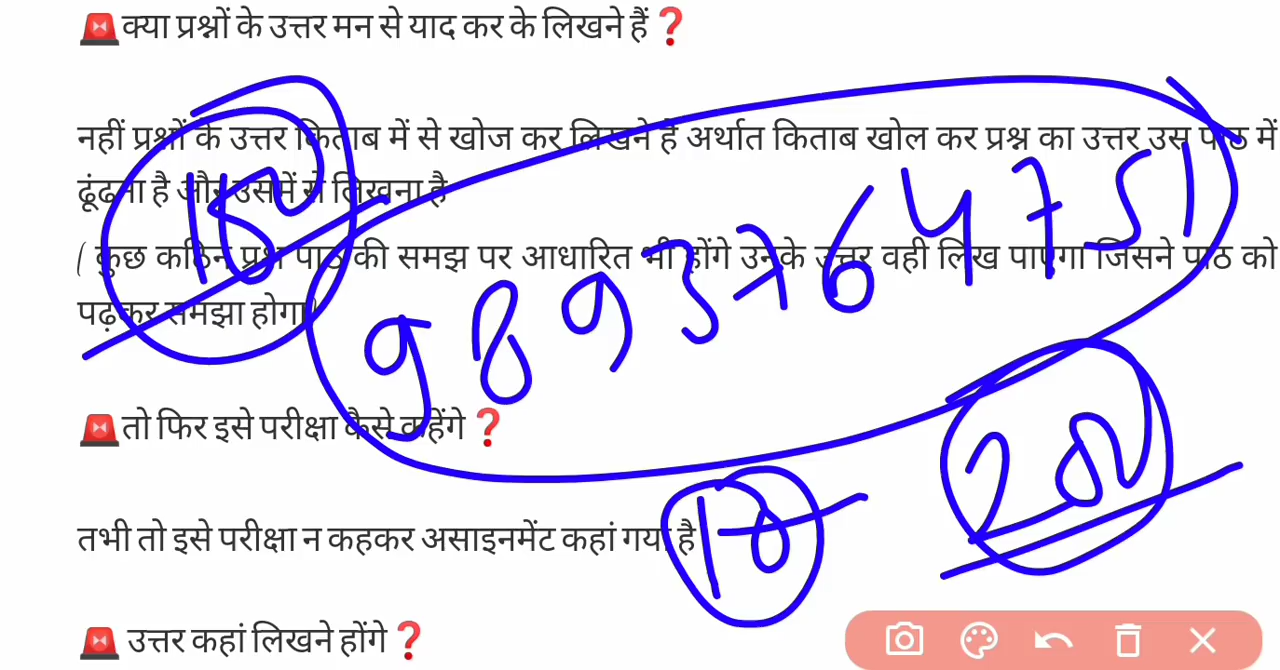 🚨क्या प्रश्नों के उत्तर मन से याद कर के लिखने हैं ❓
नहीं प्रश्नों के उत्तर किताब में से खोज कर लिखने है अर्थात किताब खोल कर प्रश्न का उत्तर उस पाठ में
ढूंढना है और उसमें से लिखना है
( कुछ कठिन प्रश्न पाठ की समझ पर आधारित भी होंगे उनके उत्तर वही लिख पाएगा जिसने पाठ को
पढ़कर समझा होगा)
9893764751
🚨तो फिर इसे परीक्षा कैसे कहेंगे ❓
तभी तो इसे परीक्षा न कहकर असाइनमेंट कहां गया है
🚨 उत्तर कहां लिखने होंगे ❓